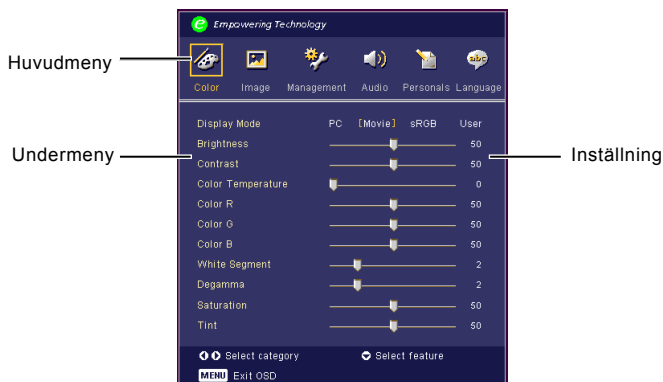 Empowering Technology
Huvudmeny
Color Image Management Audio Personals Language
Display Mode PC [Movie] sRGB User
Brightness 50
Undermeny
Inställning
Contrast 50
Color Temperature 0
Color R 50
Color G 50
Color B 50
White Segment 2
Degamma 2
Saturation 50
Tint 50
Select category Select feature
MENU Exit OSD